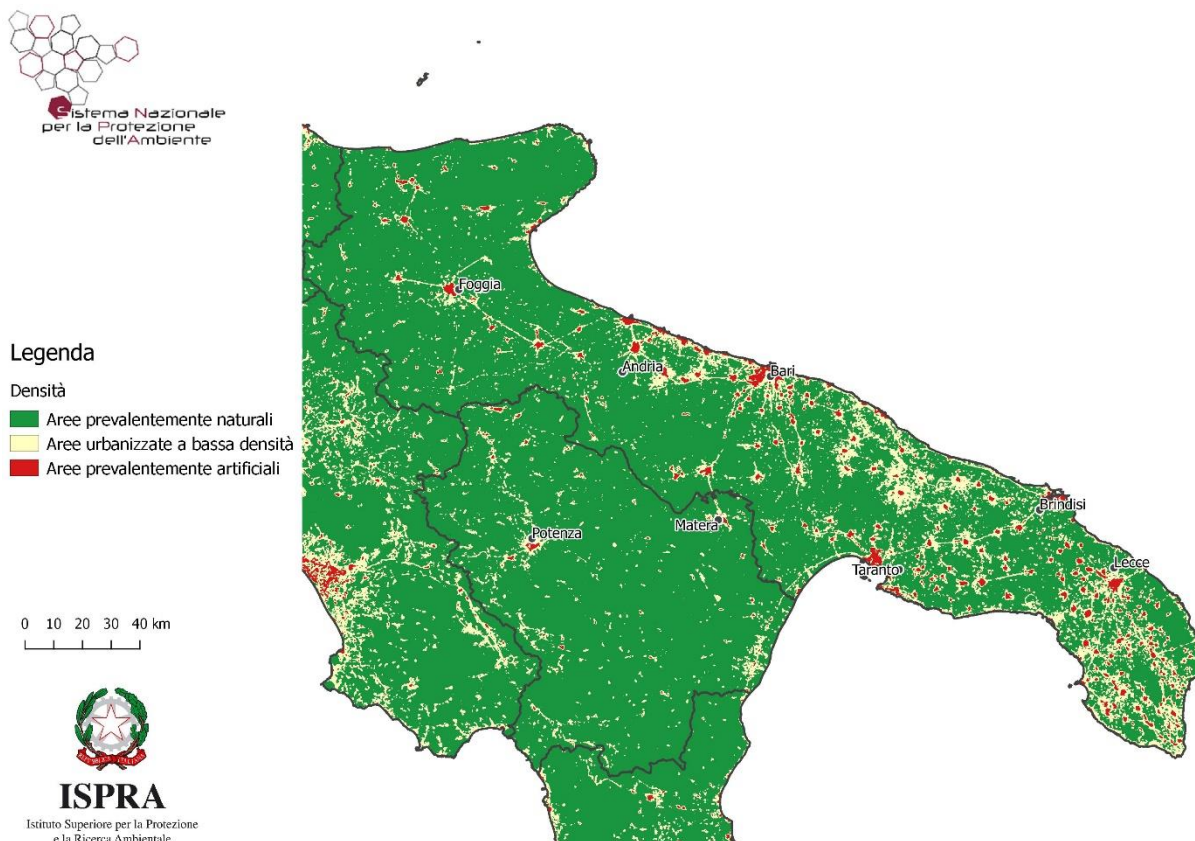 Sistema Nazionale
per la Protezione
dell'Ambiente
Foggia
Andria
Bari
Legenda
Densità
Aree prevalentemente naturali
Aree urbanizzate a bassa densità
Aree prevalentemente artificiali
Brindisi
Matera
Potenza
Taranto
Lecce
0 10 20 30 40 km
ISPRA
Istituto Superiore per la Protezione
e la Ricerca Ambientale